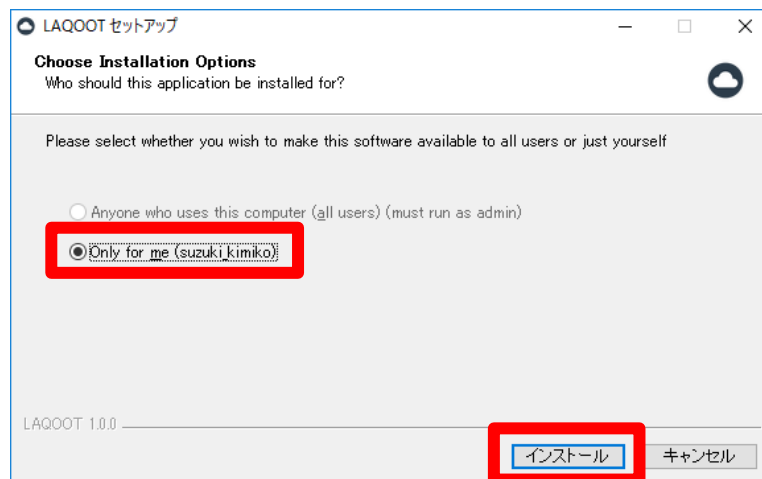 LAQOOT セットアップ
Choose Installation Options
Who should this application be installed for?
Please select whether you wish to make this software available to all users or just yourself
Anyone who uses this computer (all users) (must run as admin)
Only for me (suzuki_kimiko)
LAQOOT 1.0.0
インストール
キャンセル